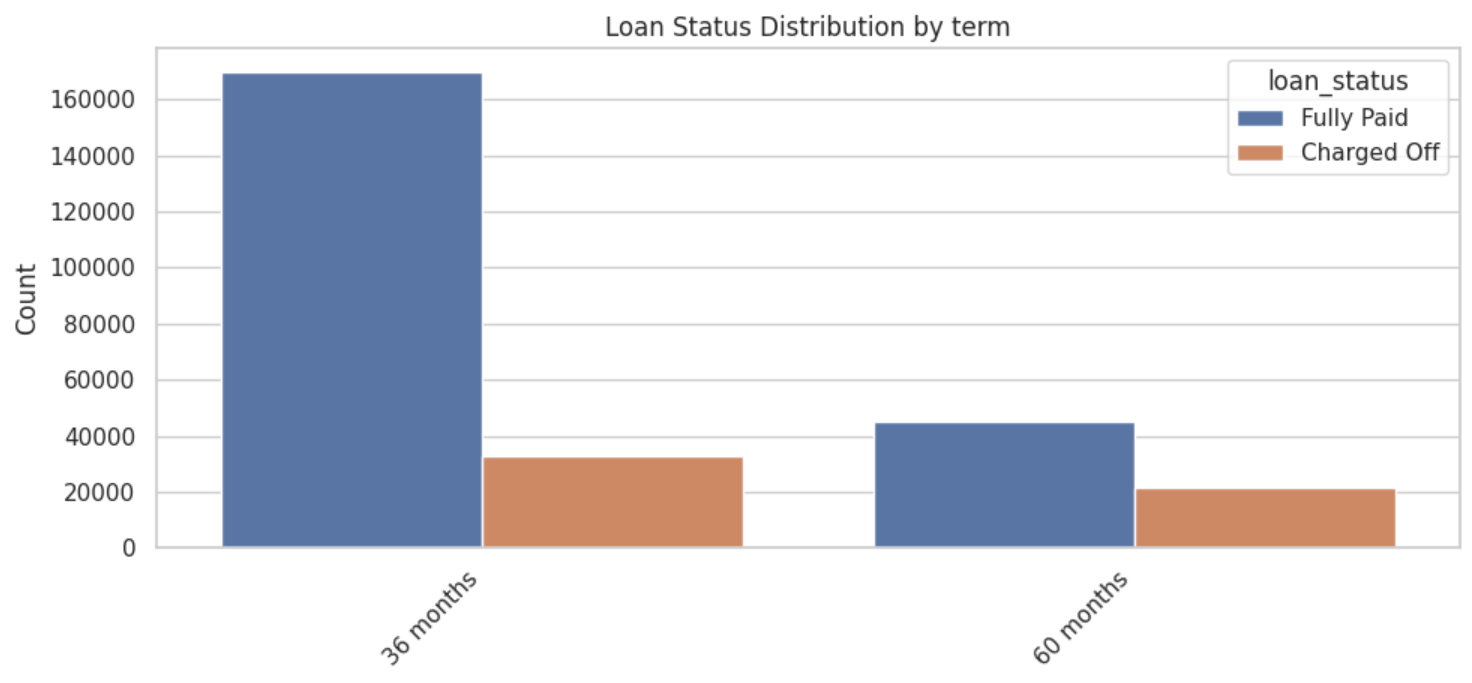 Loan Status Distribution by term
loan_status
Fully Paid
Charged Off
Count
160000
140000
120000
100000
80000
60000
40000
20000
0
36 months
60 months